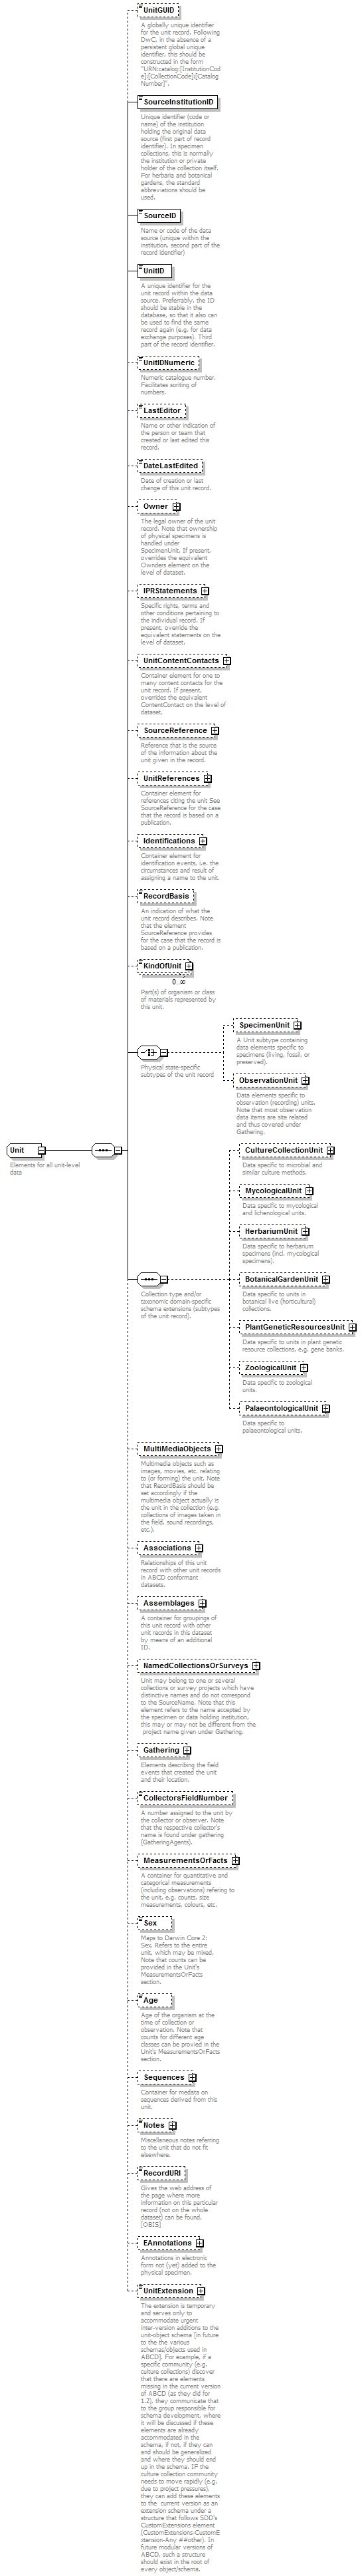 UnitGUID
A globally unique identifier
for the unit record. Following
DwC, in the absence of a
persistent global unique
identifier, this should be
constructed in the form
"URN:catalog:[InstitutionCod
e]:[CollectionCode]:[Catalog
Number]".
SourceInstitutionID
Unique identifier (code or
name) of the institution
holding the original data
source (first part of record
identifier). In specimen
collections, this is normally
the institution or private
holder of the collection itself.
For herbaria and botanical
gardens, the standard
abbreviations should be
used.
SourceID
Name or code of the data
source (unique within the
institution, second part of the
record identifier)
UnitID
A unique identifier for the
unit record within the data
source. Preferrably, the ID
should be stable in the
database, so that it also can
be used to find the same
record again (e.g. for data
exchange purposes). Third
part of the record identifier.
UnitIDNumeric
Numeric catalogue number.
Facilitates soriting of
numbers.
LastEditor
Name or other indication of
the person or team that
created or last edited this
record.
DateLastEdited
Date of creation or last
change of this unit record.
Owner
The legal owner of the unit
record. Note that ownership
of physical specimens is
handled under
SpecimenUnit. If present,
overrides the equivalent
Owners element on the
level of dataset.
IPRStatements
Specific rights, terms and
other conditions pertaining to
the individual record. If
present, override the
equivalent statements on the
level of dataset.
UnitContentContacts
Container element for one to
many content contacts for the
unit record. If present,
overrides the equivalent
ContentContact on the level of
dataset.
SourceReference
Reference that is the source
of the information about the
unit given in the record.
UnitReferences
Container element for
references citing the unit See
SourceReference for the case
that the record is based on a
publication.
Identifications
Container element for
identification events, i.e. the
circumstances and result of
assigning a name to the unit.
RecordBasis
An indication of what the
unit record describes. Note
that the element
SourceReference provides
for the case that the record is
based on a publication.
KindOfUnit
0..∞
Part(s) of organism or class
of materials represented by
this unit.
Physical state-specific
subtypes of the unit record
SpecimenUnit
A Unit subtype containing
data elements specific to
specimens (living, fossil, or
preserved).
ObservationUnit
Data elements specific to
observation (recording) units.
Note that most observation
data items are site related
and thus covered under
Gathering.
Unit
Elements for all unit-level
data
CultureCollectionUnit
Data specific to microbial and
similar culture methods.
MycologicalUnit
Data specific to mycological
and lichenological units.
HerbariumUnit
Data specific to herbarium
specimens (incl. mycological
specimens).
Collection type and/or
taxonomic domain-specific
schema extensions (subtypes
of the unit record).
BotanicalGardenUnit
Data specific to units in
botanical live (horticultural)
collections.
PlantGeneticResourcesUnit
Data specific to units in plant genetic
resource collections, e.g. gene banks.
ZoologicalUnit
Data specific to zoological
units.
PalaeontologicalUnit
Data specific to
palaeontological units.
MultiMediaObjects
Multimedia objects such as
images, movies, etc. relating
to (or forming) the unit. Note
that RecordBasis should be
set accordingly if the
multimedia object actually is
the unit in the collection (e.g.
collections of images taken in
the field, sound recordings,
etc.).
Associations
Relationships of this unit
record with other unit records
in ABCD conformant
datasets.
Assemblages
A container for groupings of
this unit record with other
unit records in this dataset
by means of an additional
ID.
NamedCollectionsOrSurveys
Unit may belong to one or several
collections or survey projects which have
distinctive names and do not correspond
to the SourceName. Note that this
element refers to the name accepted by
the specimen or data holding institution,
this may or may not be different from the
project name given under Gathering.
Gathering
Elements describing the field
events that created the unit
and their location.
CollectorsFieldNumber
A number assigned to the unit by
the collector or observer. Note
that the respective collector's
name is found under gathering
(GatheringAgents).
MeasurementsOrFacts
A container for quantitative and
categorical measurements
(including observations) refering to
the unit, e.g. counts, size
measurements, colours, etc.
Sex
Maps to Darwin Core 2:
Sex. Refers to the entire
unit, which may be mixed.
Note that counts can be
provided in the Unit's
MeasurementsOrFacts
section.
Age
Age of the organism at the
time of collection or
observation. Note that
counts for different age
classes can be provied in the
Unit's MeasurementsOrFacts
section.
Sequences
Container for medata on
sequences derived from this
unit.
Notes
Miscellaneous notes referring
to the unit that do not fit
elsewhere.
RecordURI
Gives the web address of
the page where more
information on this particular
record (not on the whole
dataset) can be found.
[OBIS]
EAnnotations
Annotations in electronic
form not (yet) added to the
physical specimen.
UnitExtension
The extension is temporary
and serves only to
accommodate urgent
inter-version additions to the
unit-object schema [in future
to the the various
schemas/objects used in
ABCD]. For example, if a
specific community (e.g.
culture collections) discover
that there are elements
missing in the current version
of ABCD (as they did for
1.2), they communicate that
to the group responsible for
schema development, where
it will be discussed if these
elements are already
accommodated in the
schema, if not, if they can
and should be generalized
and where they should end
up in the schema. IF the
culture collection community
needs to move rapidly (e.g.
due to project pressures),
they can add these elements
to the  current version as an
extension schema under a
structure that follows SDD's
CustomExtensions element
(CustomExtensions-CustomE
xtension-Any ##other). In
future modular versions of
ABCD, such a structure
should exist in the root of
every object/schema.